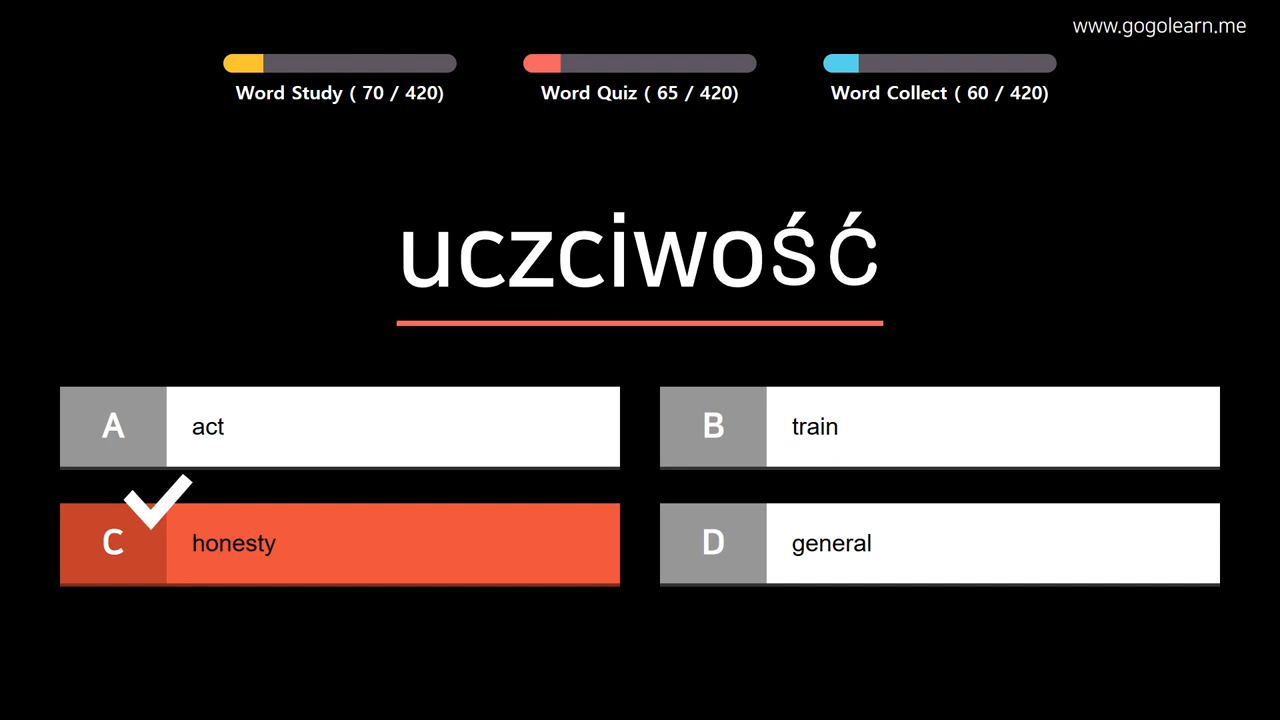 www.gogolearn.me
Word Study ( 70 / 420)
Word Quiz ( 65 / 420)
Word Collect ( 60 / 420)
uczciwość
A
act
B
train
C
honesty
D
general